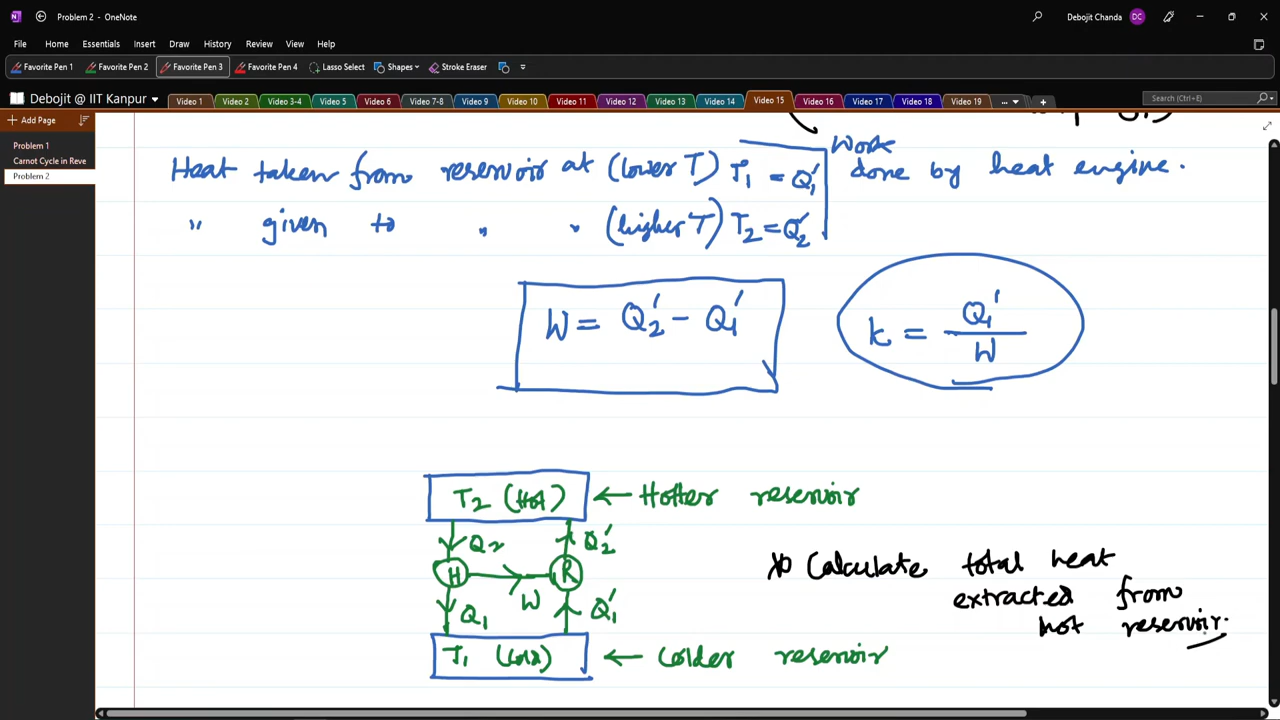 Problem 2 - OneNote
Debojit Chanda DC
File Home Essentials Insert Draw History Review View Help
Favorite Pen 1 Favorite Pen 2 Favorite Pen 3 Favorite Pen 4 Lasso Select Shapes Stroke Eraser
Debojit @ IIT Kanpur Video 1 Video 2 Video 3-4 Video 5 Video 6 Video 7-8 Video 9 Video 10 Video 11 Video 12 Video 13 Video 14 Video 15 Video 16 Video 17 Video 18 Video 19 ... Search (Ctrl+E)
Add Page
Problem 1
Carnot Cycle in Reve
Problem 2
Work
Heat taken from reservoir at (lower T) T₁ = Q₁' done by heat engine.
" given to " " (higher T) T₂ = Q₂'
W = Q₂' - Q₁'
k = Q₁' / W
T₂ (Hot) ← Hotter reservoir
Q₂ Q₂'
H W R
Q₁ Q₁'
T₁ (Cold) ← Colder reservoir
Calculate total heat
extracted from
hot reservoir.